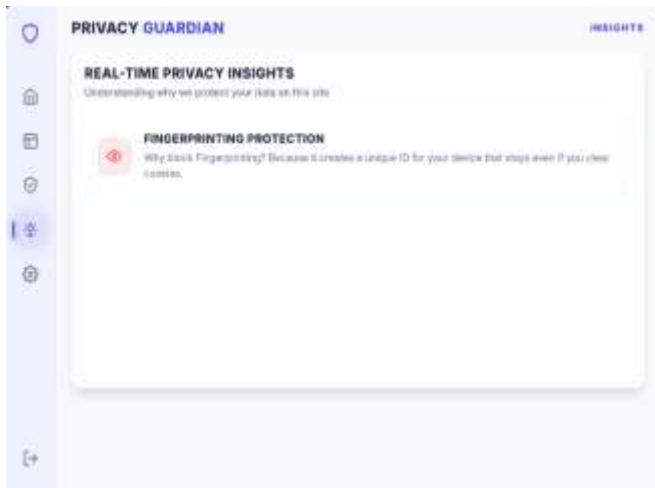 PRIVACY GUARDIAN
INSIGHTS
REAL-TIME PRIVACY INSIGHTS
Understanding why we protect your data on this site
FINGERPRINTING PROTECTION
Why block Fingerprinting? Because it creates a unique ID for your device that stays even if you clear
cookies.